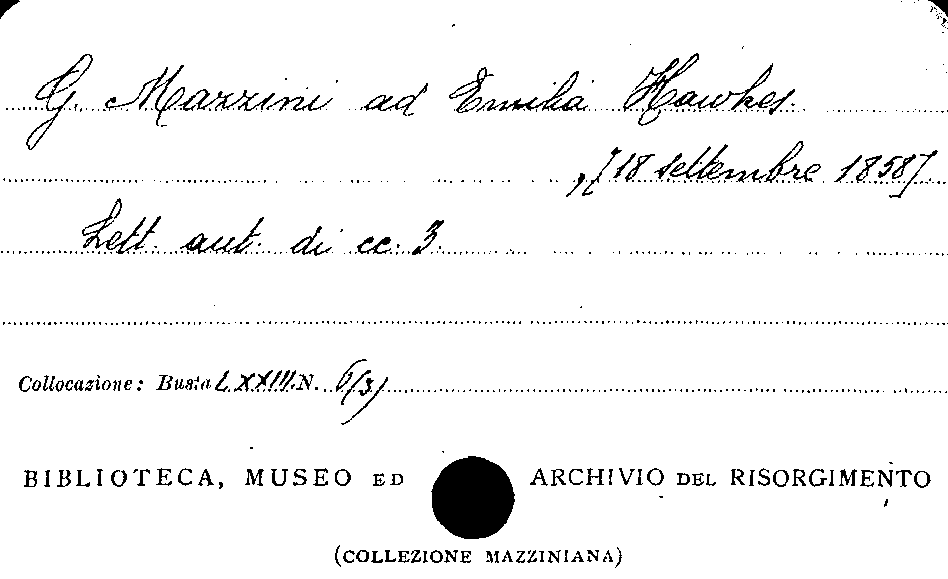 G. Mazzini ad Emilia Hawkes.
, [18 settembre 1858].
Lett. aut. di cc. 3.
Collocazione: Busta LXXIII. N. 6/3)
BIBLIOTECA, MUSEO ED ARCHIVIO DEL RISORGIMENTO
(COLLEZIONE MAZZINIANA)